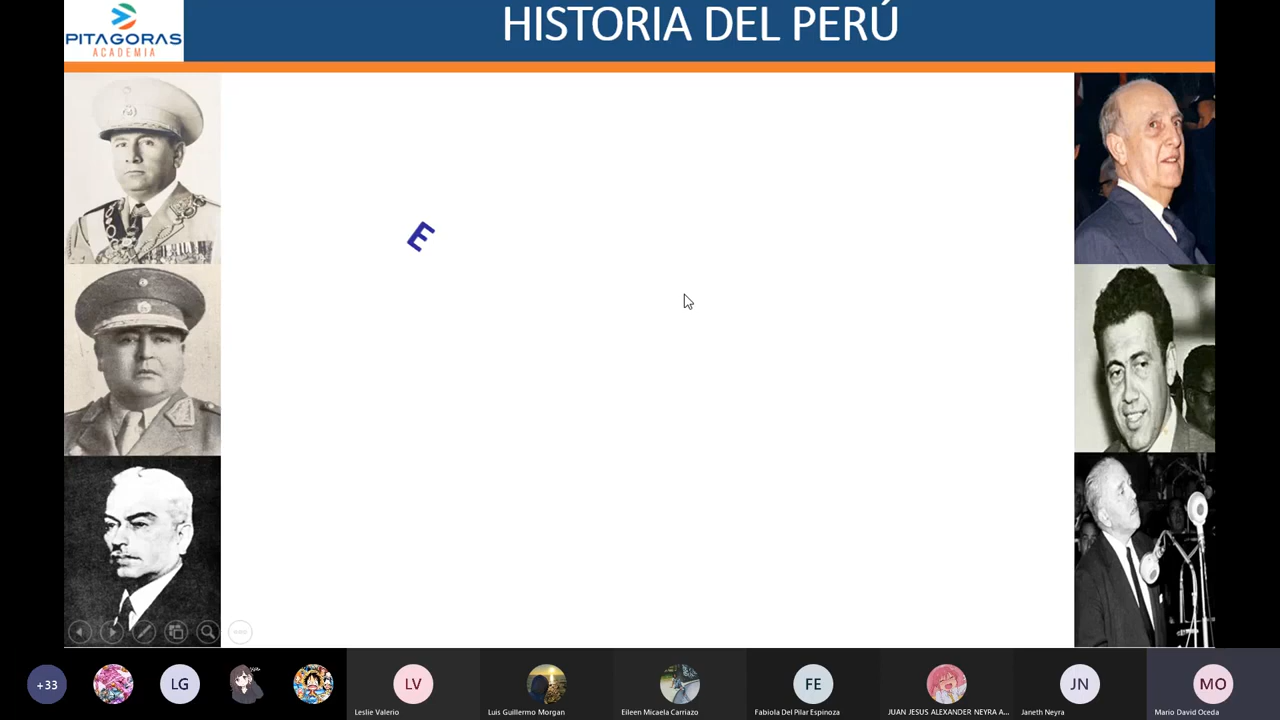 PITAGORAS
ACADEMIA
HISTORIA DEL PERÚ
E
+33
LG
LV
FE
JN
MO
Leslie Valerio
Luis Guillermo Morgan
Eileen Micaela Carriazo
Fabiola Del Pilar Espinoza
JUAN JESUS ALEXANDER NEYRA A...
Janeth Neyra
Mario David Oceda